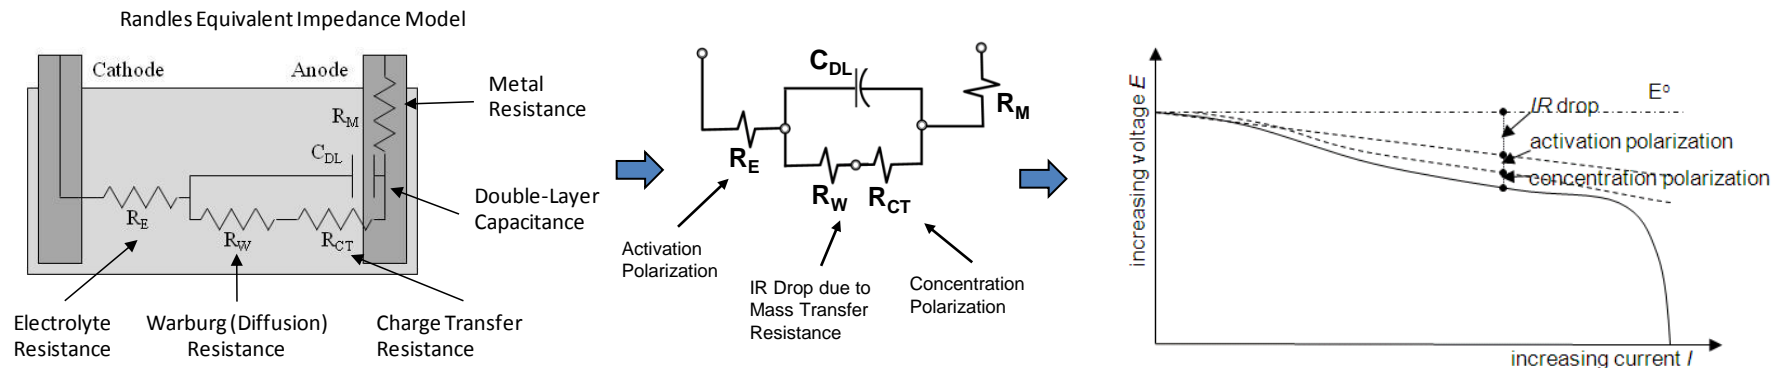 Randles Equivalent Impedance Model
Cathode
Anode
Metal
Resistance
R_M
C_DL
Double-Layer
Capacitance
R_E
R_W
R_CT
Electrolyte
Resistance
Warburg (Diffusion)
Resistance
Charge Transfer
Resistance
C_DL
R_M
R_E
R_W
R_CT
Activation
Polarization
IR Drop due to
Mass Transfer
Resistance
Concentration
Polarization
increasing voltage E
E°
IR drop
activation polarization
concentration polarization
increasing current I